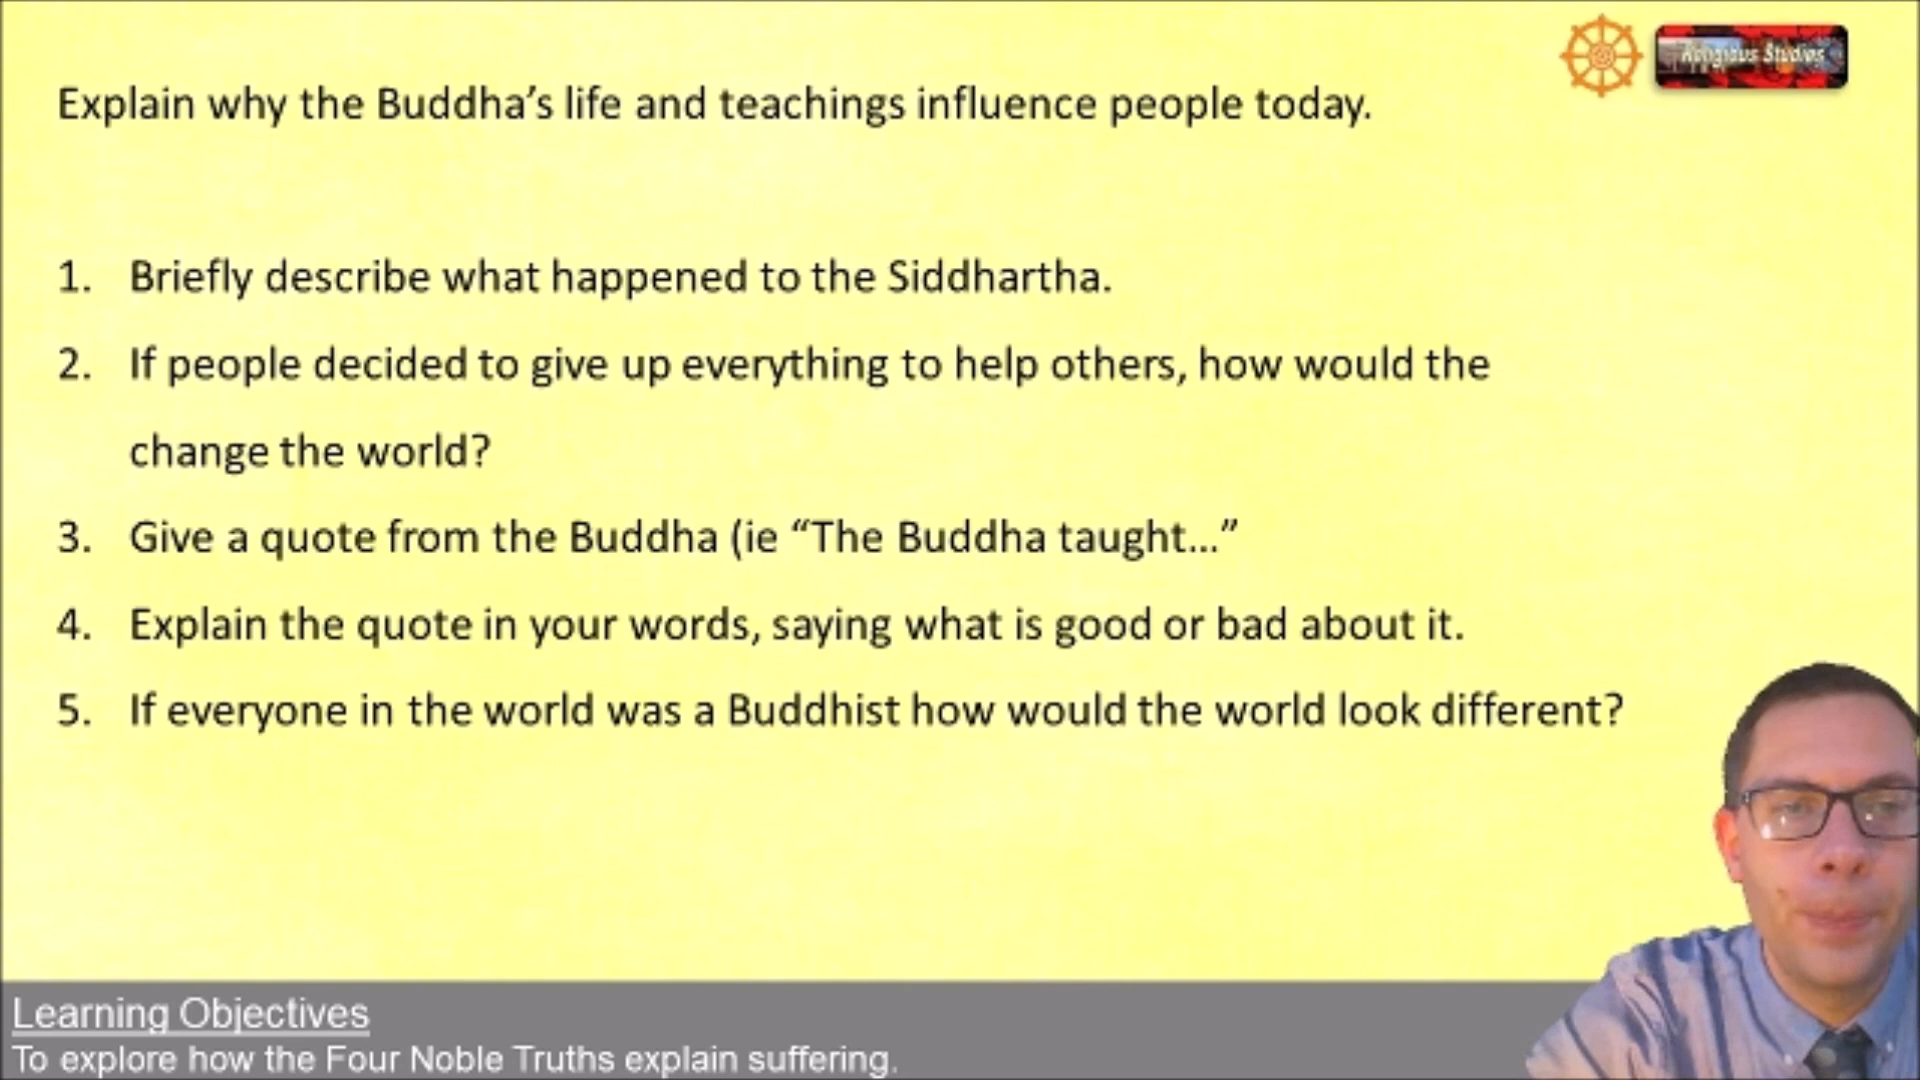 Religious Studies
Explain why the Buddha’s life and teachings influence people today.
1. Briefly describe what happened to the Siddhartha.
2. If people decided to give up everything to help others, how would the
change the world?
3. Give a quote from the Buddha (ie “The Buddha taught...”
4. Explain the quote in your words, saying what is good or bad about it.
5. If everyone in the world was a Buddhist how would the world look different?
Learning Objectives
To explore how the Four Noble Truths explain suffering.